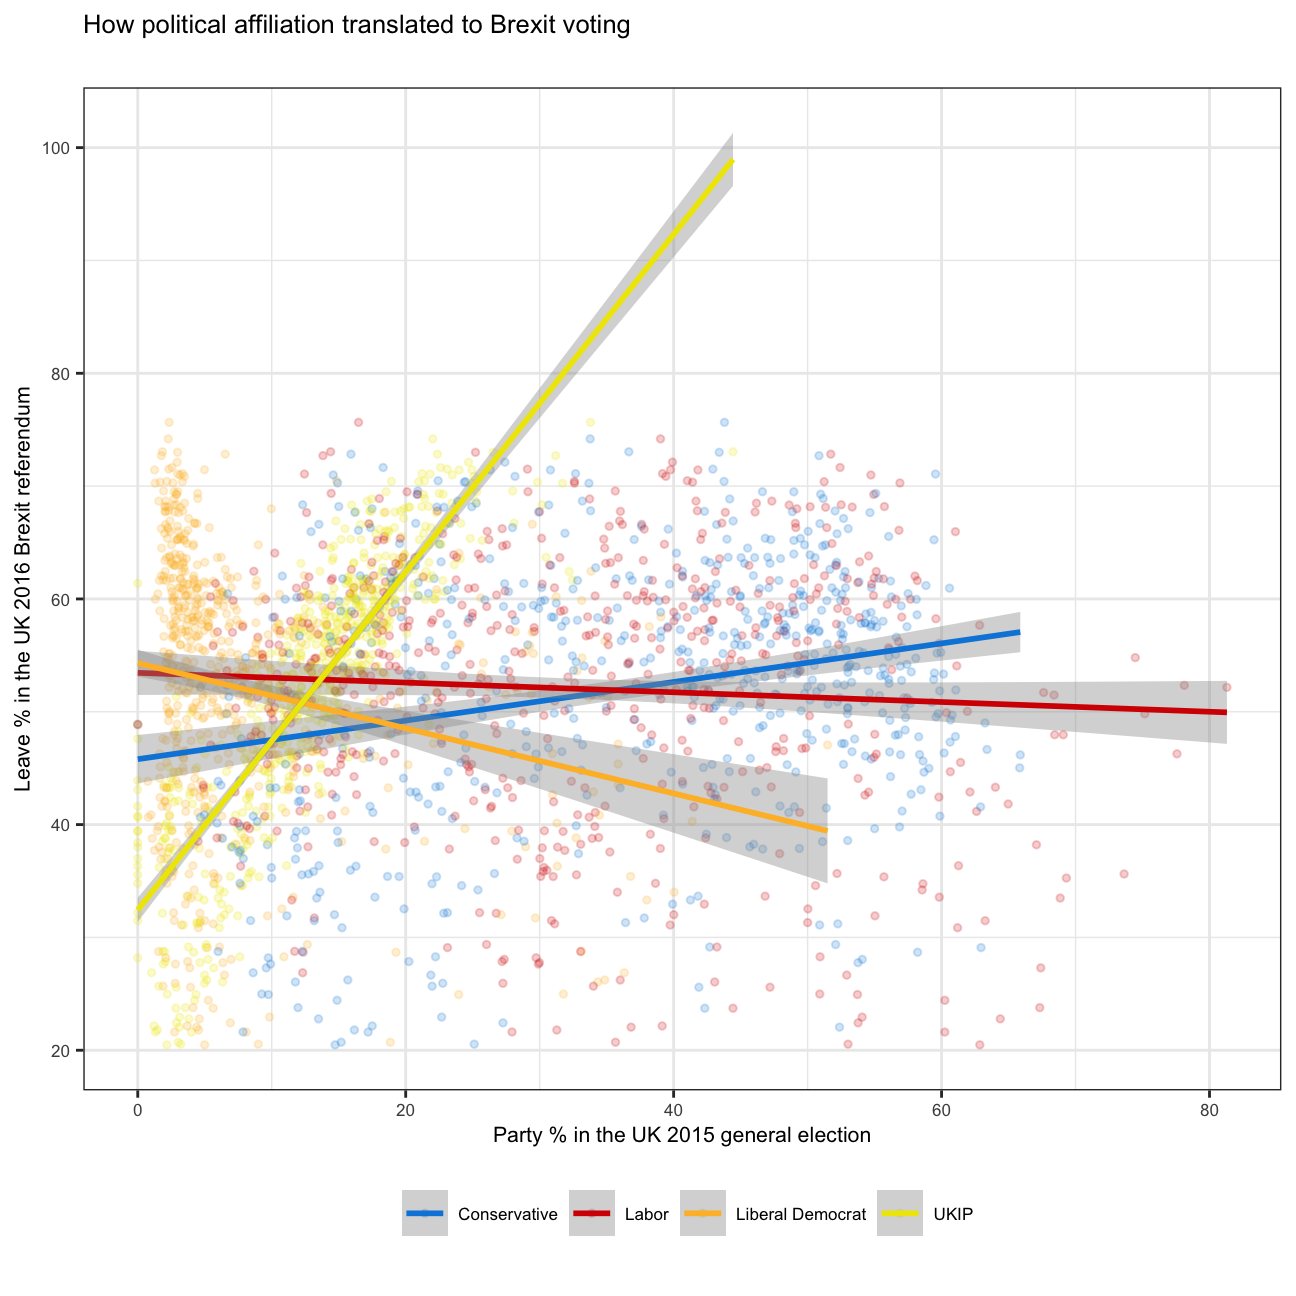 How political affiliation translated to Brexit voting
100
80
60
40
20
Leave % in the UK 2016 Brexit referendum
0 20 40 60 80
Party % in the UK 2015 general election
Conservative Labor Liberal Democrat UKIP